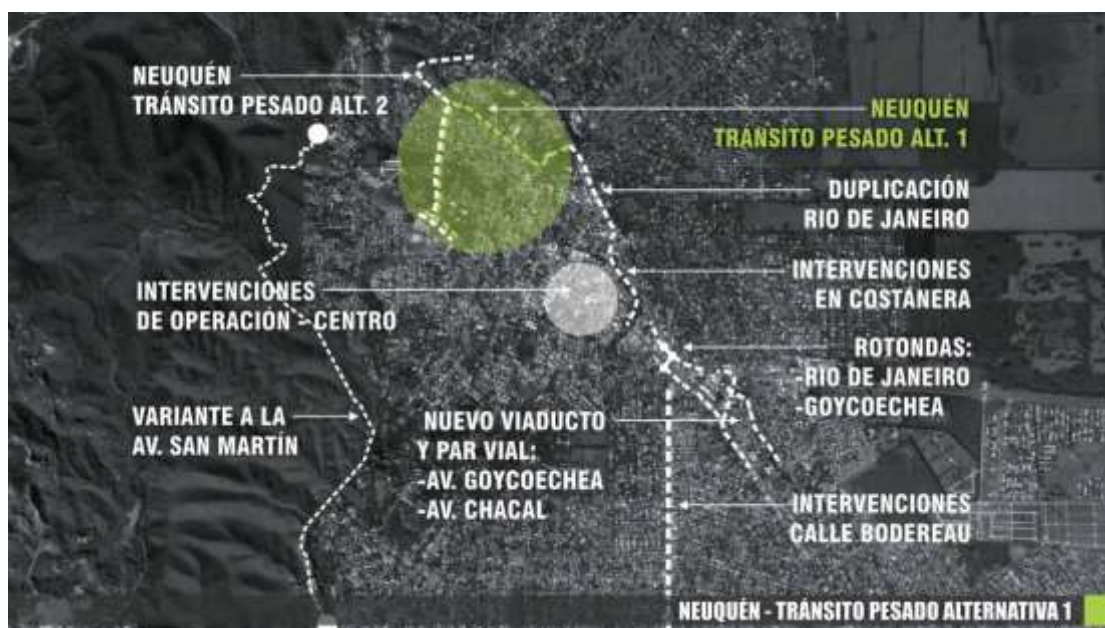 NEUQUÉN
TRÁNSITO PESADO ALT. 2
NEUQUÉN
TRÁNSITO PESADO ALT. 1
DUPLICACIÓN
RIO DE JANEIRO
INTERVENCIONES
EN COSTANERA
INTERVENCIONES
DE OPERACIÓN - CENTRO
ROTONDAS:
-RIO DE JANEIRO
-GOYCOECHEA
VARIANTE A LA
AV. SAN MARTÍN
NUEVO VIADUCTO
Y PAR VIAL:
-AV. GOYCOECHEA
-AV. CHACAL
INTERVENCIONES
CALLE BODEREAU
NEUQUÉN - TRÁNSITO PESADO ALTERNATIVA 1